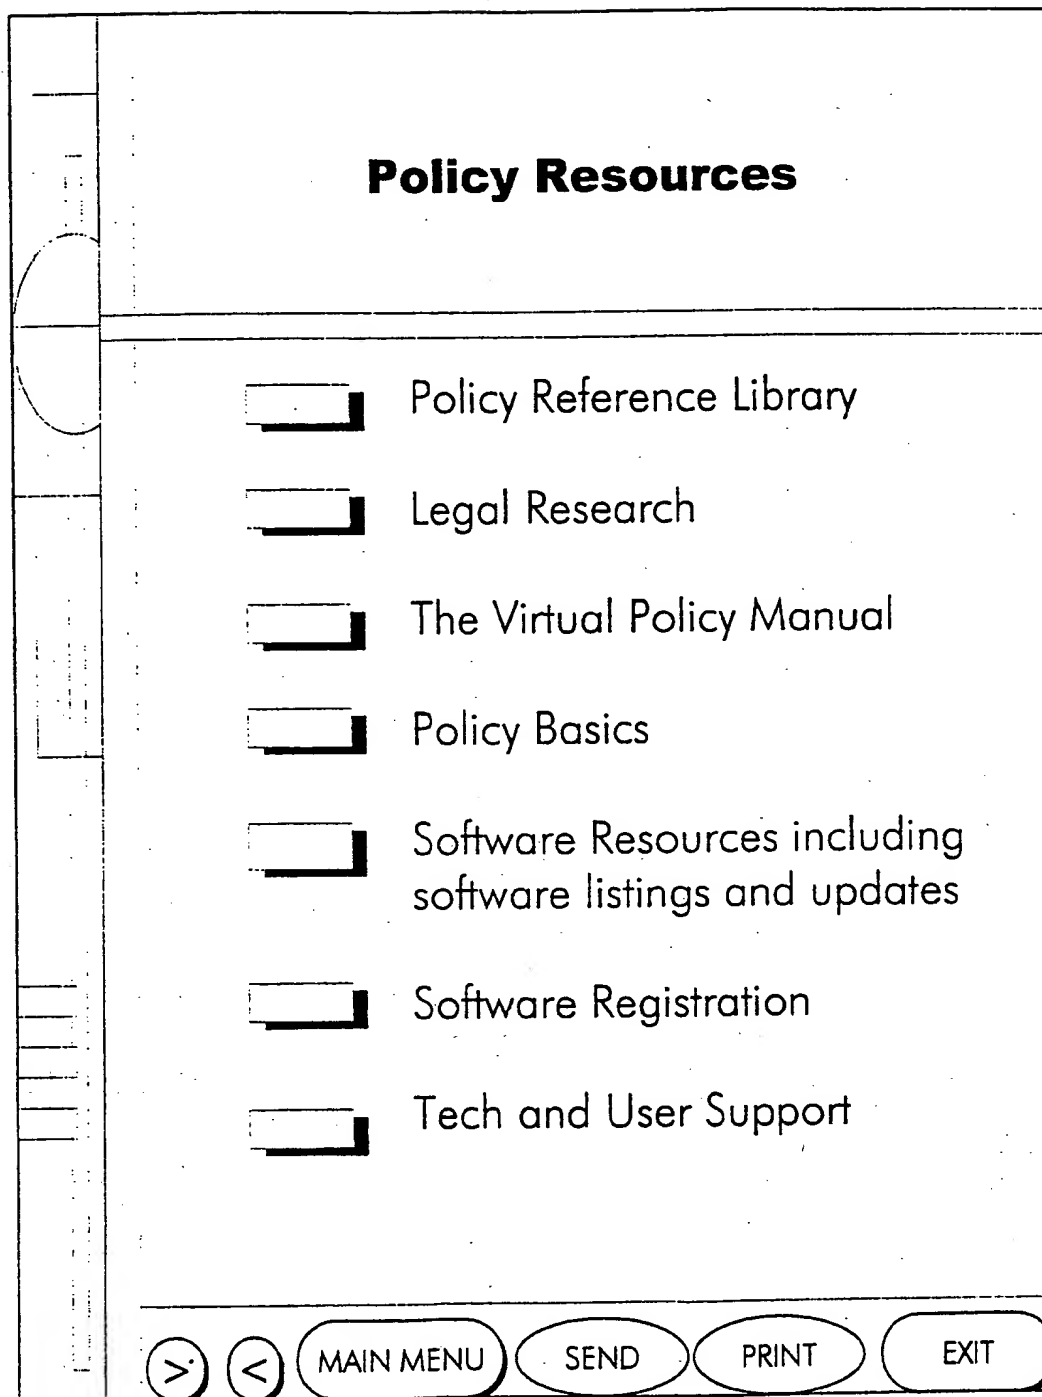 Policy Resources
Policy Reference Library
Legal Research
The Virtual Policy Manual
Policy Basics
Software Resources including
software listings and updates
Software Registration
Tech and User Support
> < MAIN MENU SEND PRINT EXIT